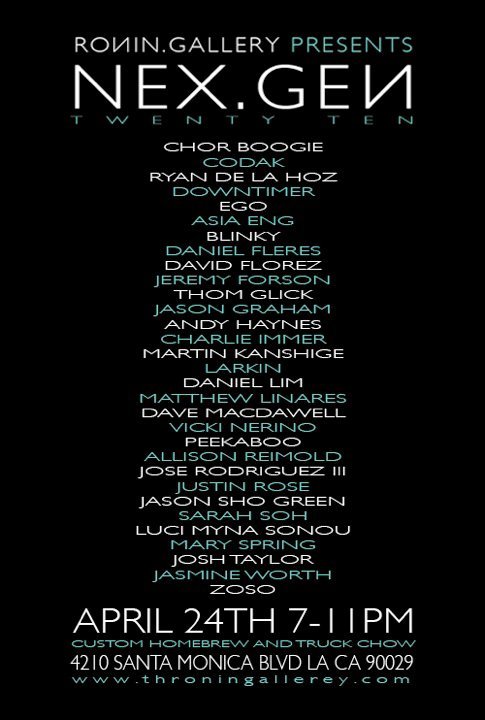 ROИIN.GALLERY PRESENTS
NEX.GEИ
TWENTY TEN
CHOR BOOGIE
CODAK
RYAN DE LA HOZ
DOWNTIMER
EGO
ASIA ENG
BLINKY
DANIEL FLERES
DAVID FLOREZ
JEREMY FORSON
THOM GLICK
JASON GRAHAM
ANDY HAYNES
CHARLIE IMMER
MARTIN KANSHIGE
LARKIN
DANIEL LIM
MATTHEW LINARES
DAVE MACDAWELL
VICKI NERINO
PEEKABOO
ALLISON REIMOLD
JOSE RODRIGUEZ III
JUSTIN ROSE
JASON SHO GREEN
SARAH SOH
LUCI MYNA SONOU
MARY SPRING
JOSH TAYLOR
JASMINE WORTH
ZOSO
APRIL 24TH 7-11PM
CUSTOM HOMEBREW AND TRUCK CHOW
4210 SANTA MONICA BLVD LA CA 90029
www.throningallerey.com